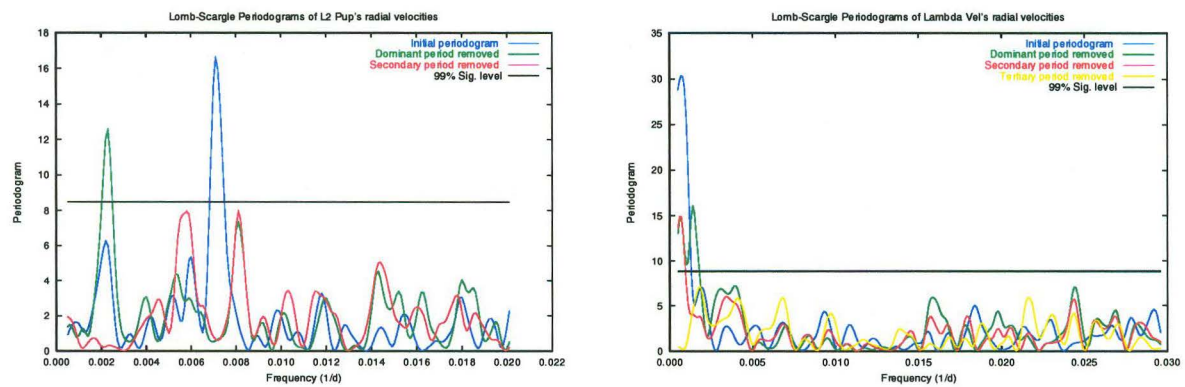 Lomb-Scargle Periodograms of L2 Pup's radial velocities
18
16
14
12
10
8
6
4
2
0
Periodogram
Initial periodogram
Dominant period removed
Secondary period removed
99% Sig. level
0.000 0.002 0.004 0.006 0.008 0.010 0.012 0.014 0.016 0.018 0.020 0.022
Frequency (1/d)
Lomb-Scargle Periodograms of Lambda Vel's radial velocities
35
30
25
20
15
10
5
0
Periodogram
Initial periodogram
Dominant period removed
Secondary period removed
Tertiary period removed
99% Sig. level
0.000 0.005 0.010 0.015 0.020 0.025 0.030
Frequency (1/d)